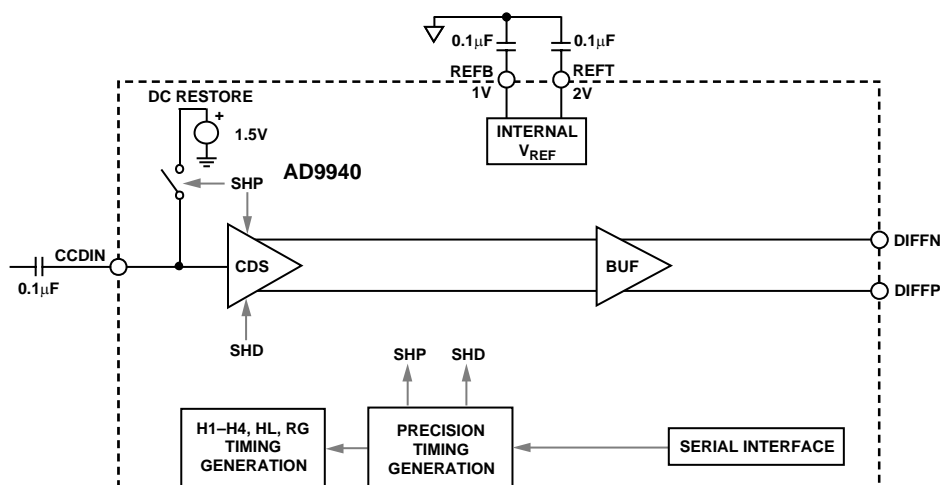 0.1μF
0.1μF
REFB
REFT
1V
2V
DC RESTORE
+
1.5V
INTERNAL
VREF
AD9940
SHP
CCDIN
0.1μF
CDS
BUF
DIFFN
DIFFP
SHD
SHP
SHD
H1–H4, HL, RG
TIMING
GENERATION
PRECISION
TIMING
GENERATION
SERIAL INTERFACE